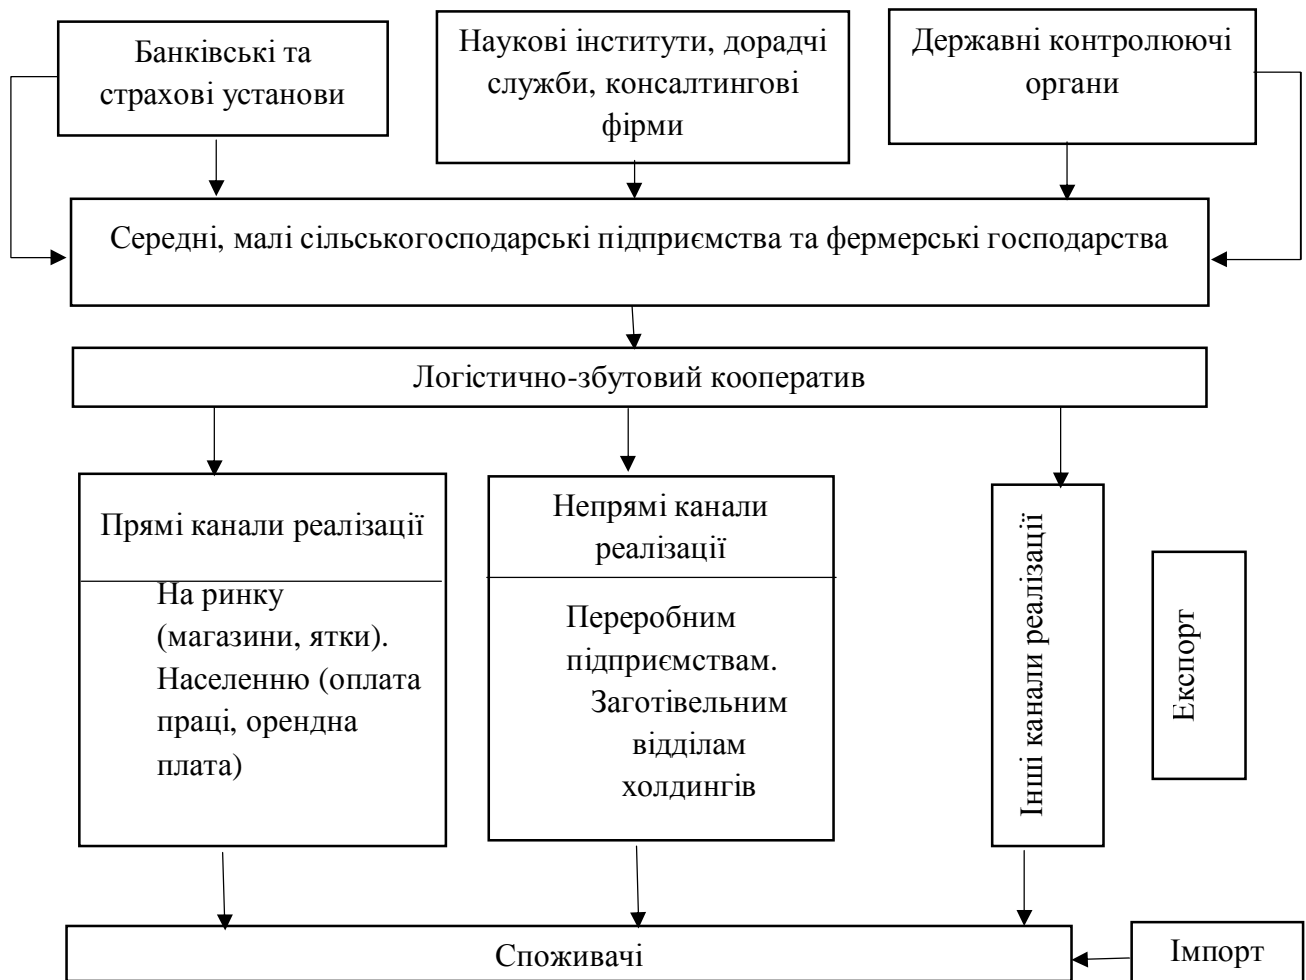 Банківські та
страхові установи
Наукові інститути, дорадчі
служби, консалтингові
фірми
Державні контролюючі
органи
Середні, малі сільськогосподарські підприємства та фермерські господарства
Логістично-збутовий кооператив
Прямі канали реалізації
На ринку
(магазини, ятки).
Населенню (оплата
праці, орендна
плата)
Непрямі канали
реалізації
Переробним
підприємствам.
Заготівельним
відділам
холдингів
Інші канали реалізації
Експорт
Споживачі
Імпорт